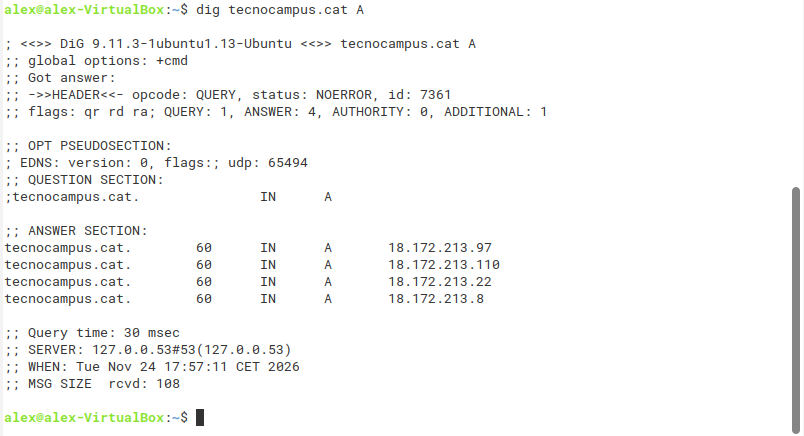 alex@alex-VirtualBox:~$ dig tecnocampus.cat A

; <<>> DiG 9.11.3-1ubuntu1.13-Ubuntu <<>> tecnocampus.cat A
;; global options: +cmd
;; Got answer:
;; ->>HEADER<<- opcode: QUERY, status: NOERROR, id: 7361
;; flags: qr rd ra; QUERY: 1, ANSWER: 4, AUTHORITY: 0, ADDITIONAL: 1

;; OPT PSEUDOSECTION:
; EDNS: version: 0, flags:; udp: 65494
;; QUESTION SECTION:
;tecnocampus.cat.		IN	A

;; ANSWER SECTION:
tecnocampus.cat.	60	IN	A	18.172.213.97
tecnocampus.cat.	60	IN	A	18.172.213.110
tecnocampus.cat.	60	IN	A	18.172.213.22
tecnocampus.cat.	60	IN	A	18.172.213.8

;; Query time: 30 msec
;; SERVER: 127.0.0.53#53(127.0.0.53)
;; WHEN: Tue Nov 24 17:57:11 CET 2026
;; MSG SIZE  rcvd: 108

alex@alex-VirtualBox:~$